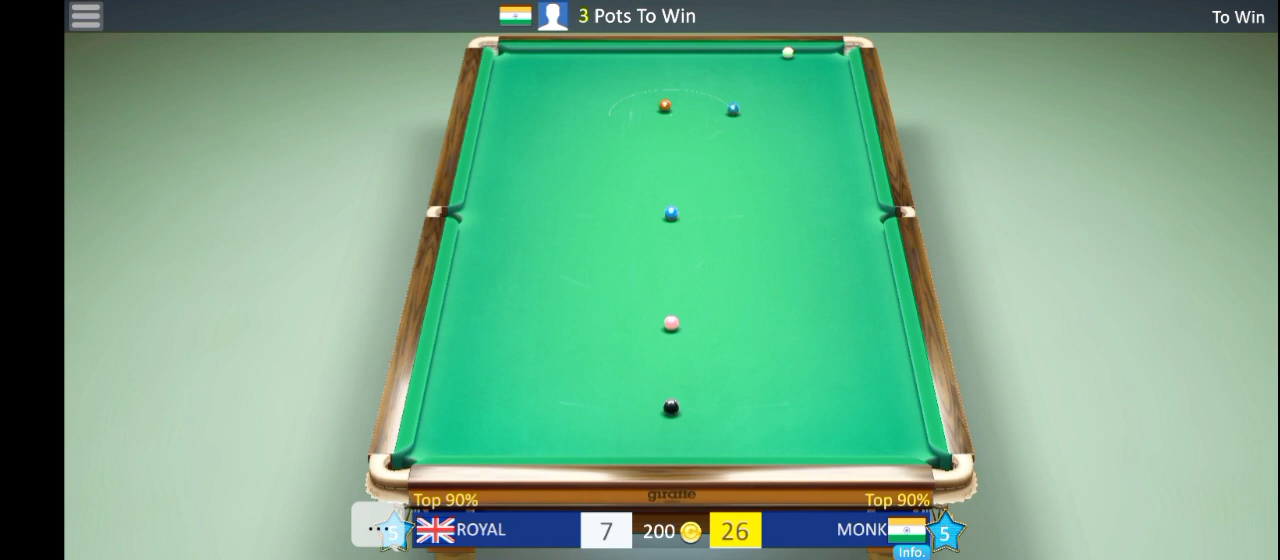 3 Pots To Win
To Win
giraffe
Top 90%
Top 90%
5
ROYAL
7
200
26
MONK
5
Info.